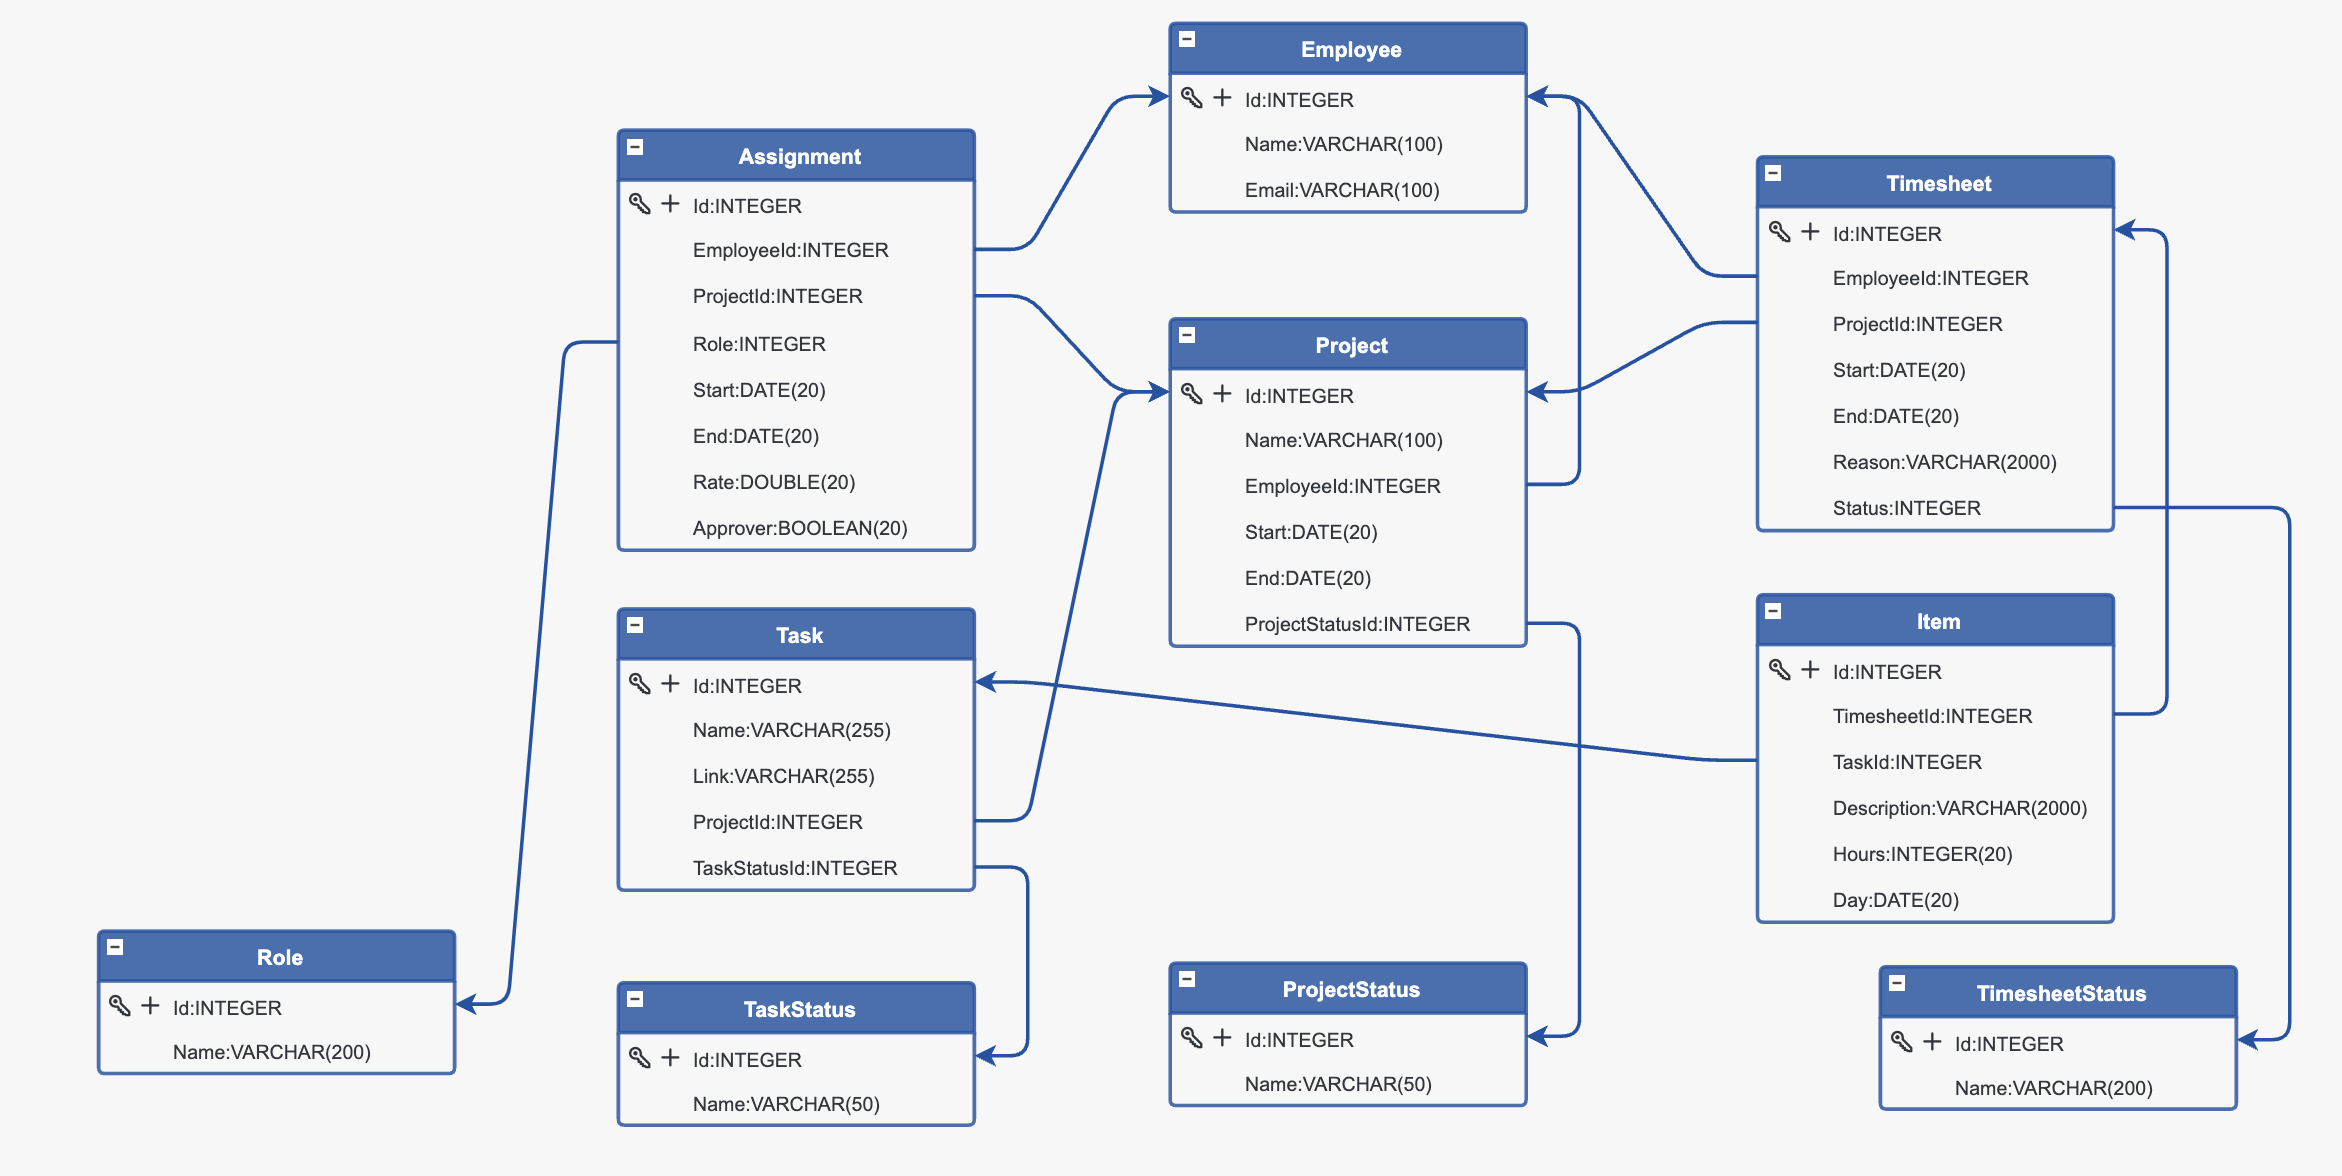 Employee
Id:INTEGER
Name:VARCHAR(100)
Email:VARCHAR(100)
Assignment
Id:INTEGER
EmployeeId:INTEGER
ProjectId:INTEGER
Role:INTEGER
Start:DATE(20)
End:DATE(20)
Rate:DOUBLE(20)
Approver:BOOLEAN(20)
Timesheet
Id:INTEGER
EmployeeId:INTEGER
ProjectId:INTEGER
Start:DATE(20)
End:DATE(20)
Reason:VARCHAR(2000)
Status:INTEGER
Project
Id:INTEGER
Name:VARCHAR(100)
EmployeeId:INTEGER
Start:DATE(20)
End:DATE(20)
ProjectStatusId:INTEGER
Task
Id:INTEGER
Name:VARCHAR(255)
Link:VARCHAR(255)
ProjectId:INTEGER
TaskStatusId:INTEGER
Item
Id:INTEGER
TimesheetId:INTEGER
TaskId:INTEGER
Description:VARCHAR(2000)
Hours:INTEGER(20)
Day:DATE(20)
Role
Id:INTEGER
Name:VARCHAR(200)
TaskStatus
Id:INTEGER
Name:VARCHAR(50)
ProjectStatus
Id:INTEGER
Name:VARCHAR(50)
TimesheetStatus
Id:INTEGER
Name:VARCHAR(200)